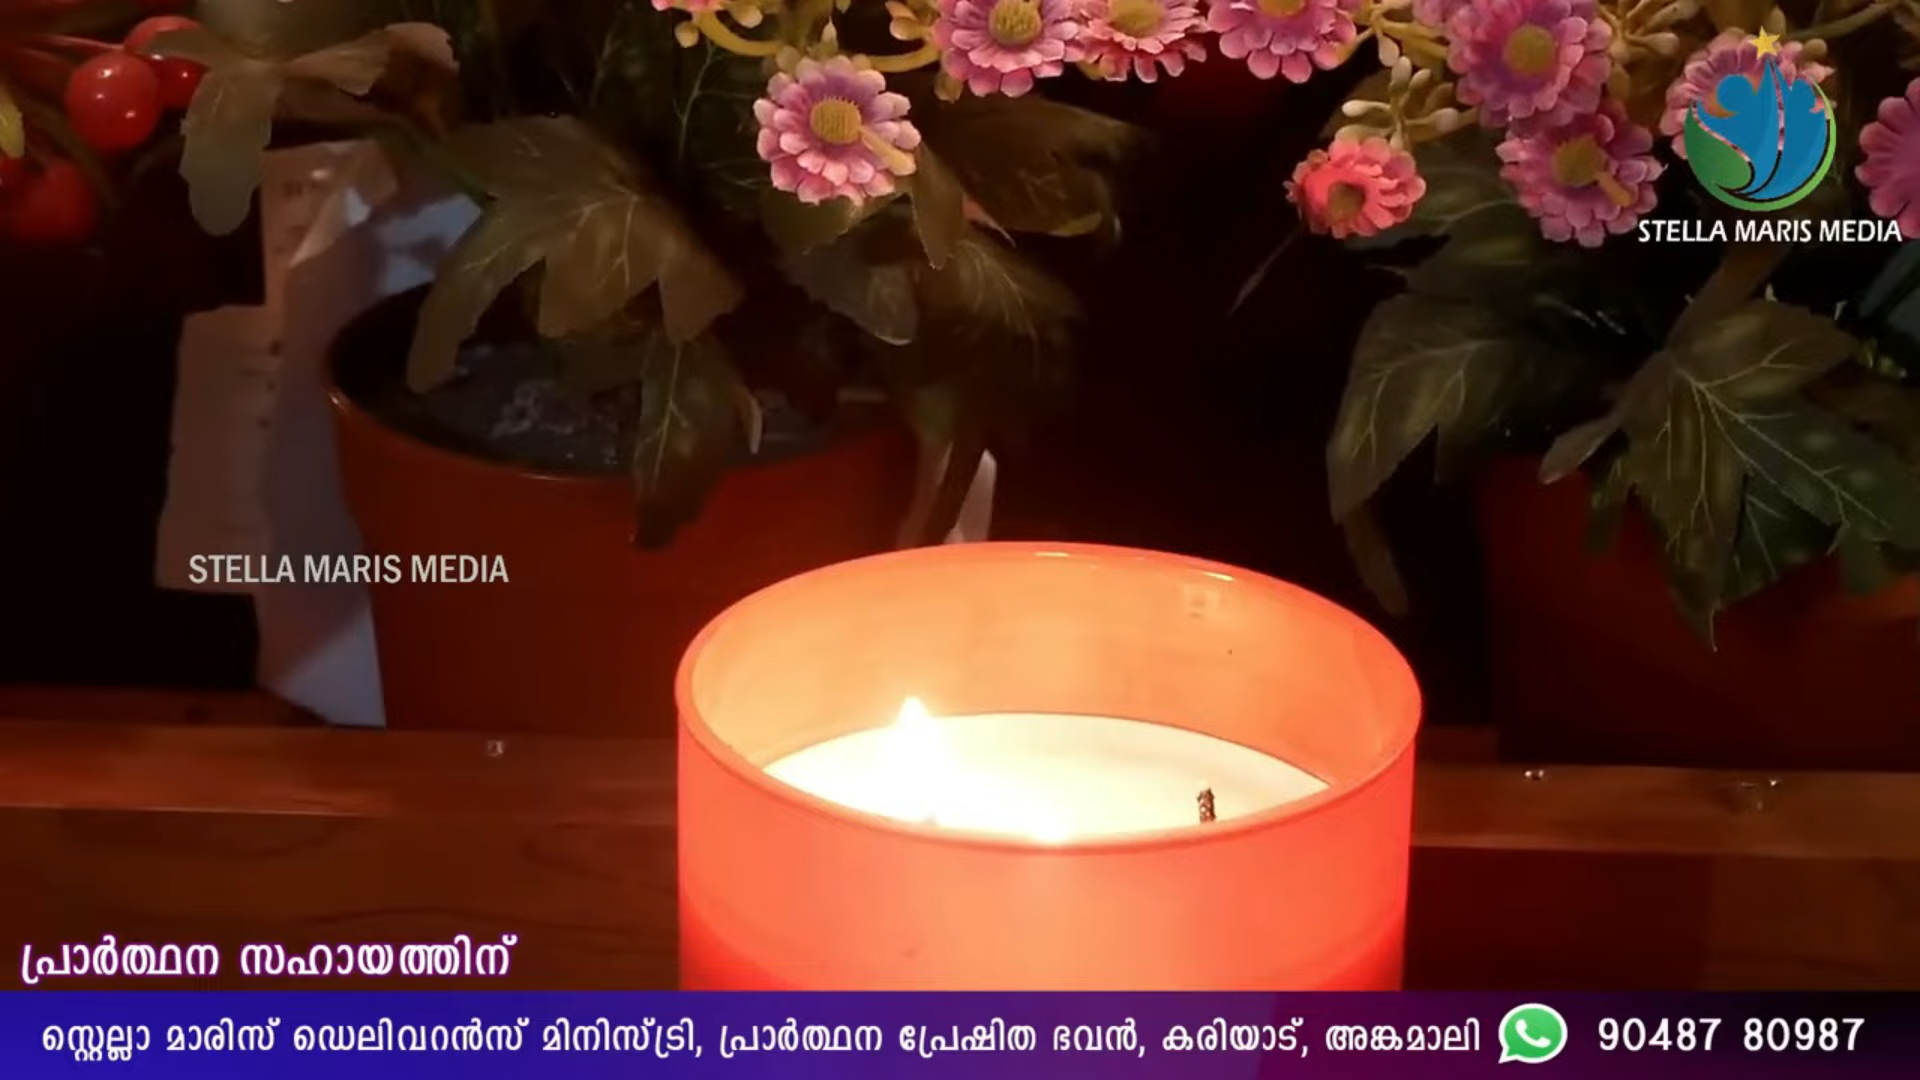 STELLA MARIS MEDIA
STELLA MARIS MEDIA
പ്രാർത്ഥന സഹായത്തിന്
സ്റ്റെല്ലാ മാരിസ് ഡെലിവറൻസ് മിനിസ്ട്രി, പ്രാർത്ഥന പ്രേഷിത ഭവൻ, കരിയാട്, അങ്കമാലി 90487 80987